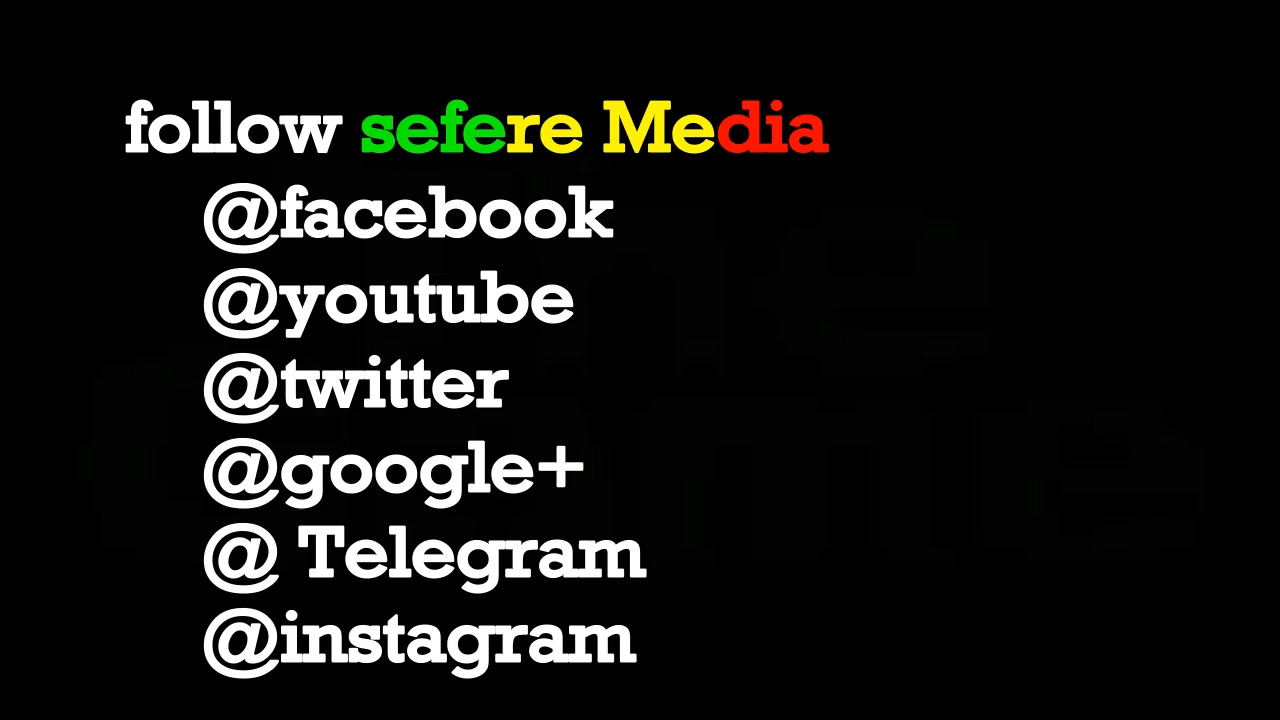 follow sefere Media
@facebook
@youtube
@twitter
@google+
@ Telegram
@instagram